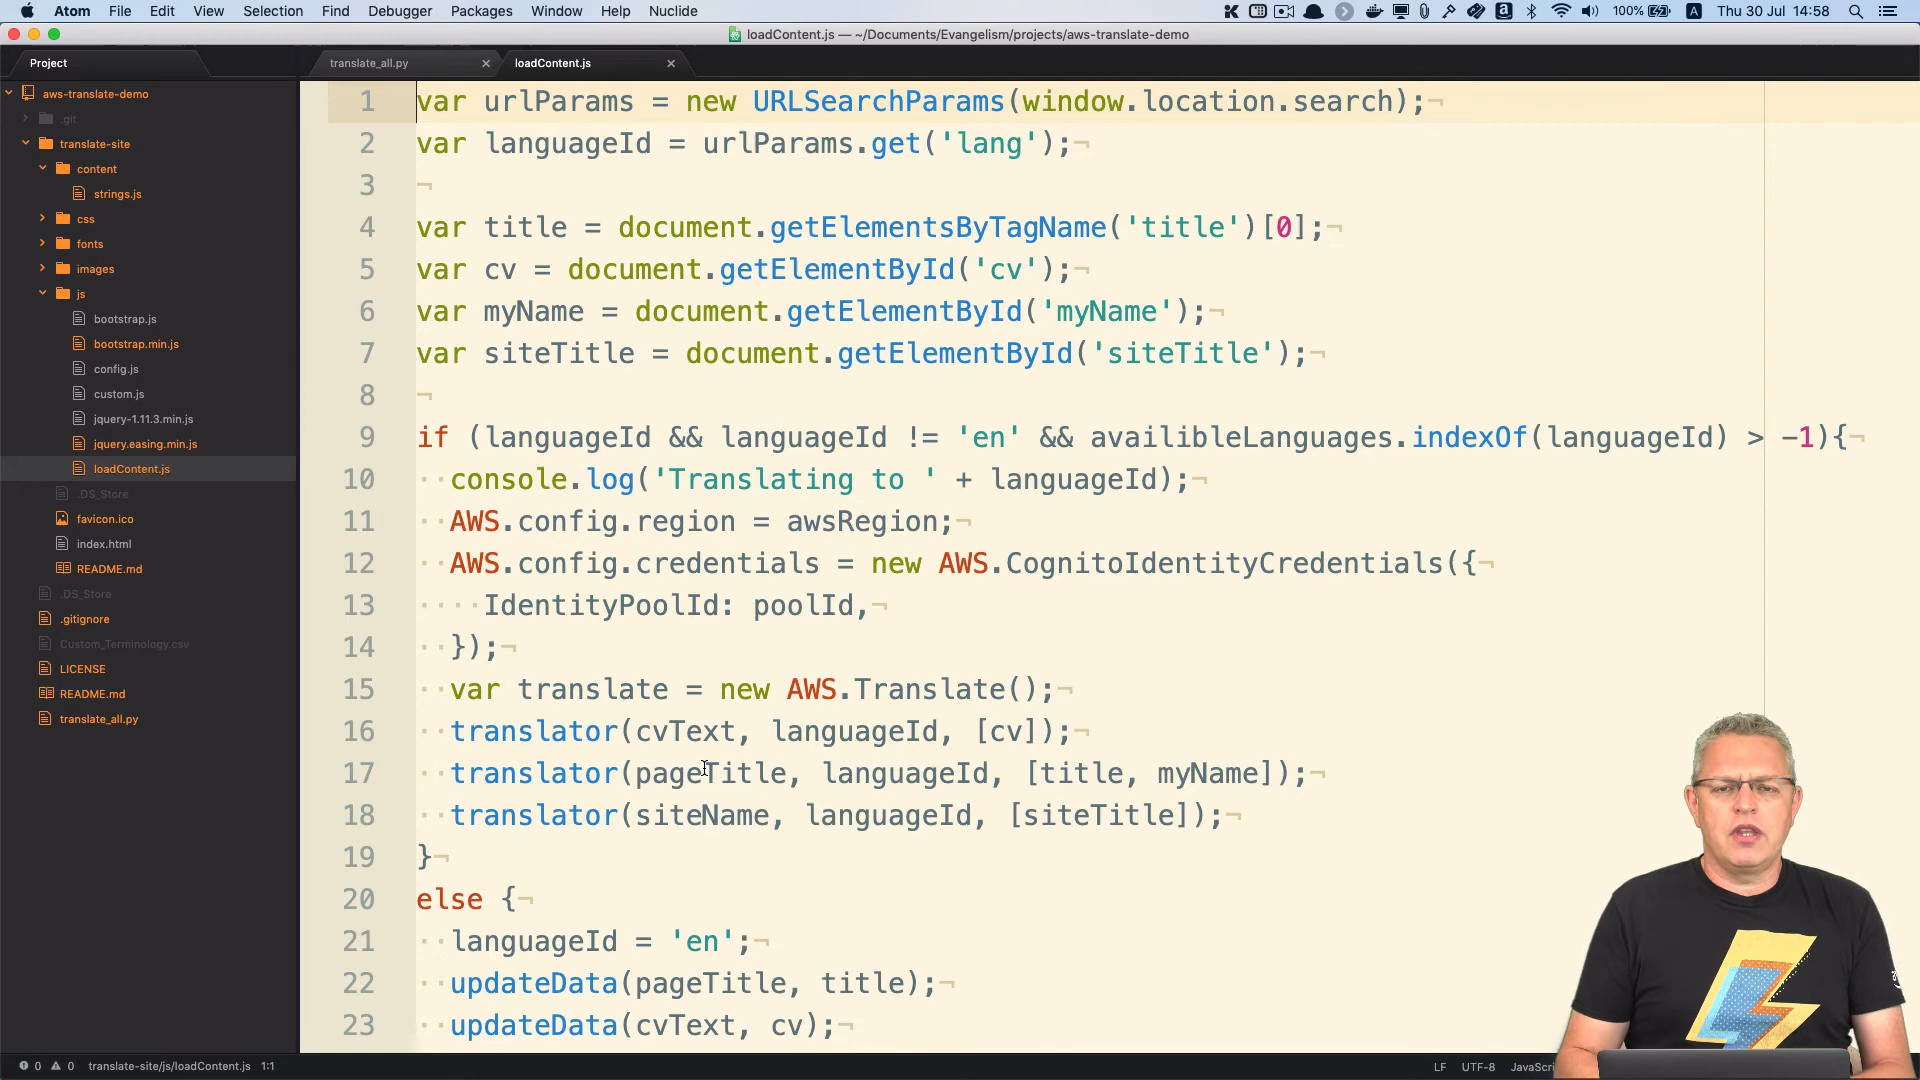 Atom File Edit View Selection Find Debugger Packages Window Help Nuclide 100% A Thu 30 Jul 14:58
loadContent.js — ~/Documents/Evangelism/projects/aws-translate-demo
Project translate_all.py loadContent.js
aws-translate-demo
.git
translate-site
content
strings.js
css
fonts
images
js
bootstrap.js
bootstrap.min.js
config.js
custom.js
jquery-1.11.3.min.js
jquery.easing.min.js
loadContent.js
.DS_Store
favicon.ico
index.html
README.md
.DS_Store
.gitignore
Custom_Terminology.csv
LICENSE
README.md
translate_all.py
1 var urlParams = new URLSearchParams(window.location.search);¬
2 var languageId = urlParams.get('lang');¬
3 ¬
4 var title = document.getElementsByTagName('title')[0];¬
5 var cv = document.getElementById('cv');¬
6 var myName = document.getElementById('myName');¬
7 var siteTitle = document.getElementById('siteTitle');¬
8 ¬
9 if (languageId && languageId != 'en' && availibleLanguages.indexOf(languageId) > -1){¬
10 ··console.log('Translating to ' + languageId);¬
11 ··AWS.config.region = awsRegion;¬
12 ··AWS.config.credentials = new AWS.CognitoIdentityCredentials({¬
13 ····IdentityPoolId: poolId,¬
14 ··});¬
15 ··var translate = new AWS.Translate();¬
16 ··translator(cvText, languageId, [cv]);¬
17 ··translator(pageTitle, languageId, [title, myName]);¬
18 ··translator(siteName, languageId, [siteTitle]);¬
19 }¬
20 else {¬
21 ··languageId = 'en';¬
22 ··updateData(pageTitle, title);¬
23 ··updateData(cvText, cv);¬
0 0 translate-site/js/loadContent.js 1:1 LF UTF-8